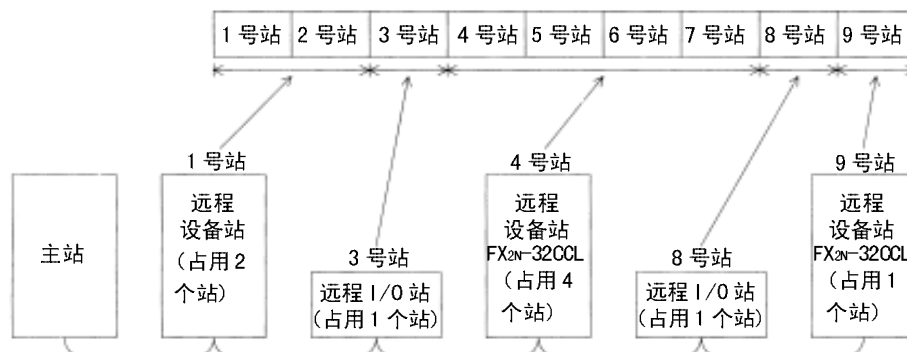 1 号站 2 号站 3 号站 4 号站 5 号站 6 号站 7 号站 8 号站 9 号站
1 号站
远程
设备站
(占用 2
个站)
4 号站
远程
设备站
FX2N-32CCL
(占用 4
个站)
9 号站
远程
设备站
FX2N-32CCL
(占用 1
个站)
主站
3 号站
远程 I/O 站
(占用 1 个站)
8 号站
远程 I/O 站
(占用 1 个站)